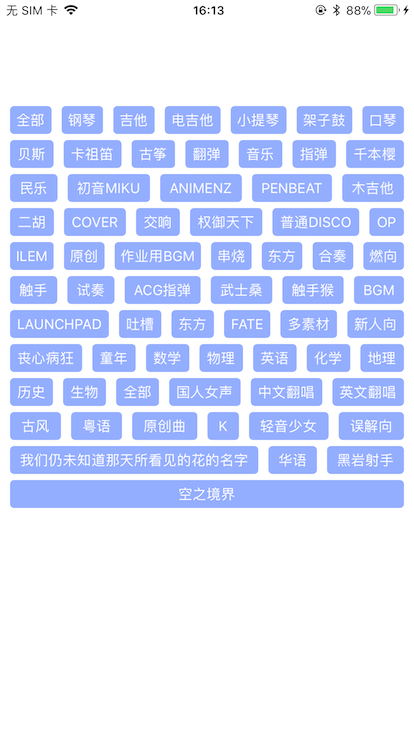 无 SIM 卡 16:13 88%
全部 钢琴 吉他 电吉他 小提琴 架子鼓 口琴
贝斯 卡祖笛 古筝 翻弹 音乐 指弹 千本樱
民乐 初音MIKU ANIMENZ PENBEAT 木吉他
二胡 COVER 交响 权御天下 普通DISCO OP
ILEM 原创 作业用BGM 串烧 东方 合奏 燃向
触手 试奏 ACG指弹 武士桑 触手猴 BGM
LAUNCHPAD 吐槽 东方 FATE 多素材 新人向
丧心病狂 童年 数学 物理 英语 化学 地理
历史 生物 全部 国人女声 中文翻唱 英文翻唱
古风 粤语 原创曲 K 轻音少女 误解向
我们仍未知道那天所看见的花的名字 华语 黑岩射手
空之境界